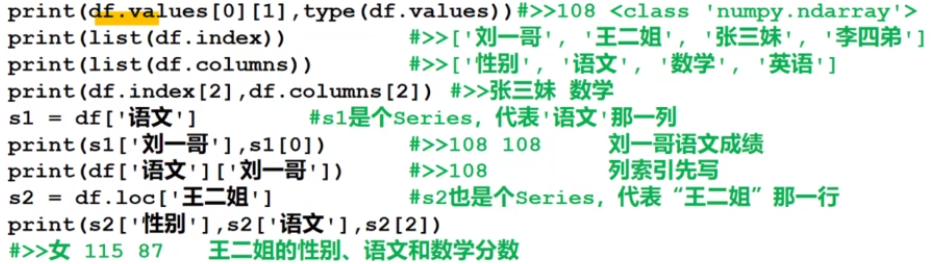 print(df.values[0][1],type(df.values))#>>108 <class 'numpy.ndarray'>
print(list(df.index)) #>>['刘一哥', '王二姐', '张三妹', '李四弟']
print(list(df.columns)) #>>['性别', '语文', '数学', '英语']
print(df.index[2],df.columns[2]) #>>张三妹 数学
s1 = df['语文'] #s1是个Series，代表'语文'那一列
print(s1['刘一哥'],s1[0]) #>>108 108 刘一哥语文成绩
print(df['语文']['刘一哥']) #>>108 列索引先写
s2 = df.loc['王二姐'] #s2也是个Series，代表“王二姐”那一行
print(s2['性别'],s2['语文'],s2[2])
#>>女 115 87 王二姐的性别、语文和数学分数